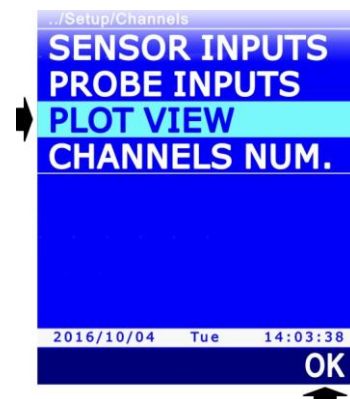 ../Setup/Channels
SENSOR INPUTS
PROBE INPUTS
PLOT VIEW
CHANNELS NUM.
2016/10/04 Tue 14:03:38
OK